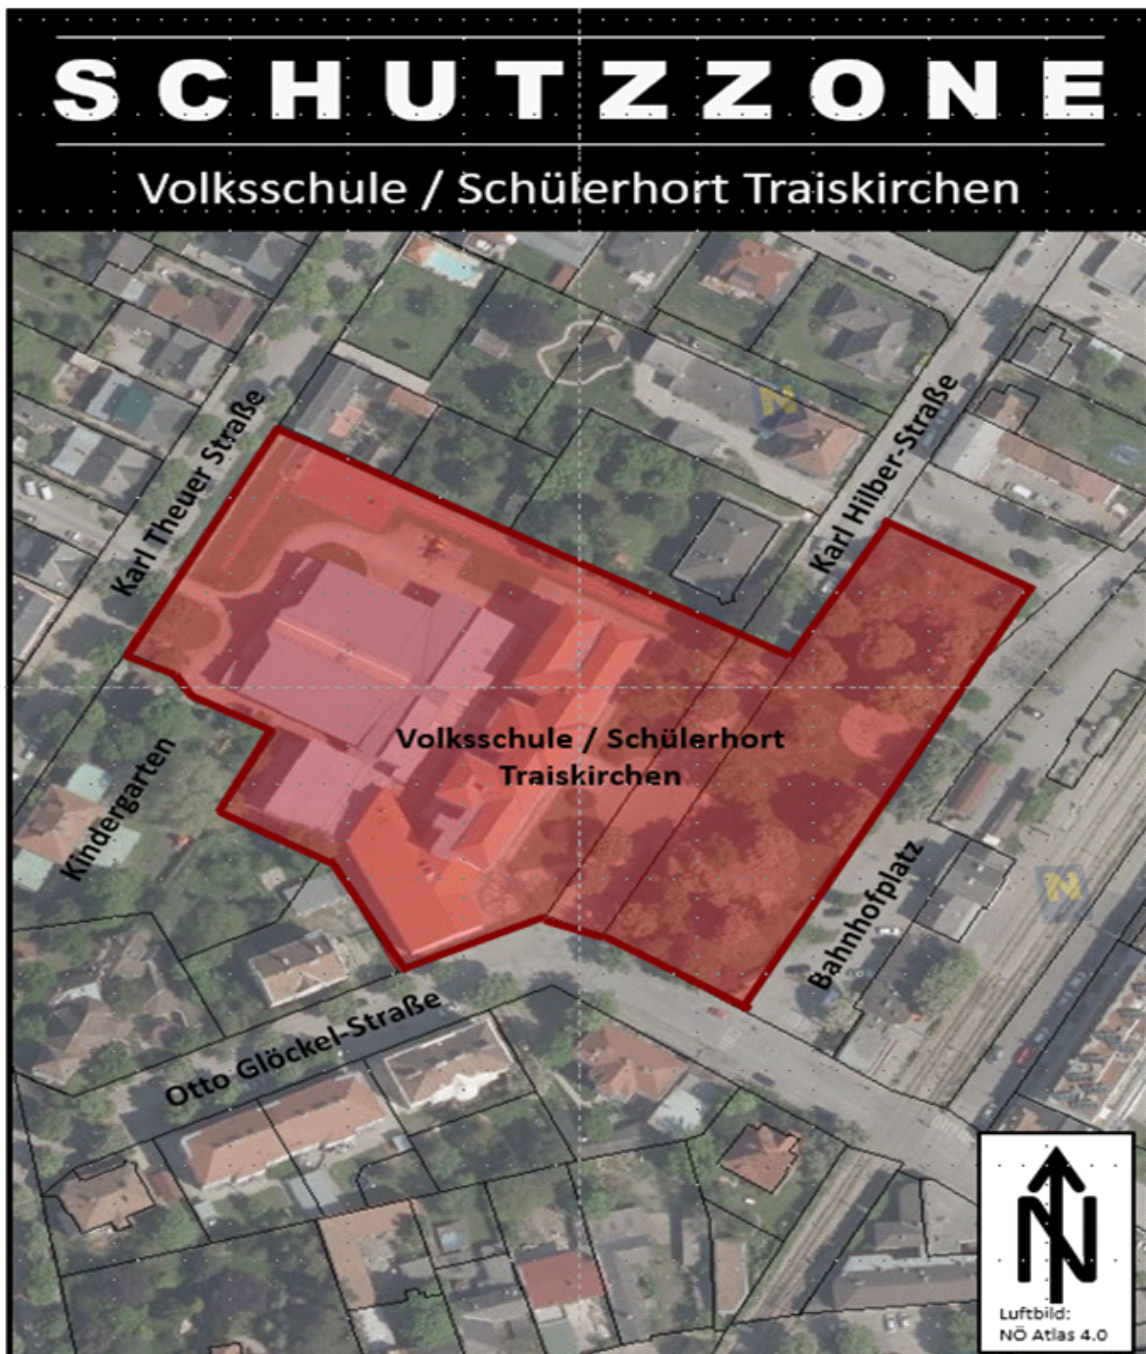 SCHUTZZONE
Volksschule / Schülerhort Traiskirchen
Karl Theuer Straße
Karl Hilber-Straße
Volksschule / Schülerhort
Traiskirchen
Kindergarten
Bahnhofplatz
Otto Glöckel-Straße
N
N
N
Luftbild:
NÖ Atlas 4.0